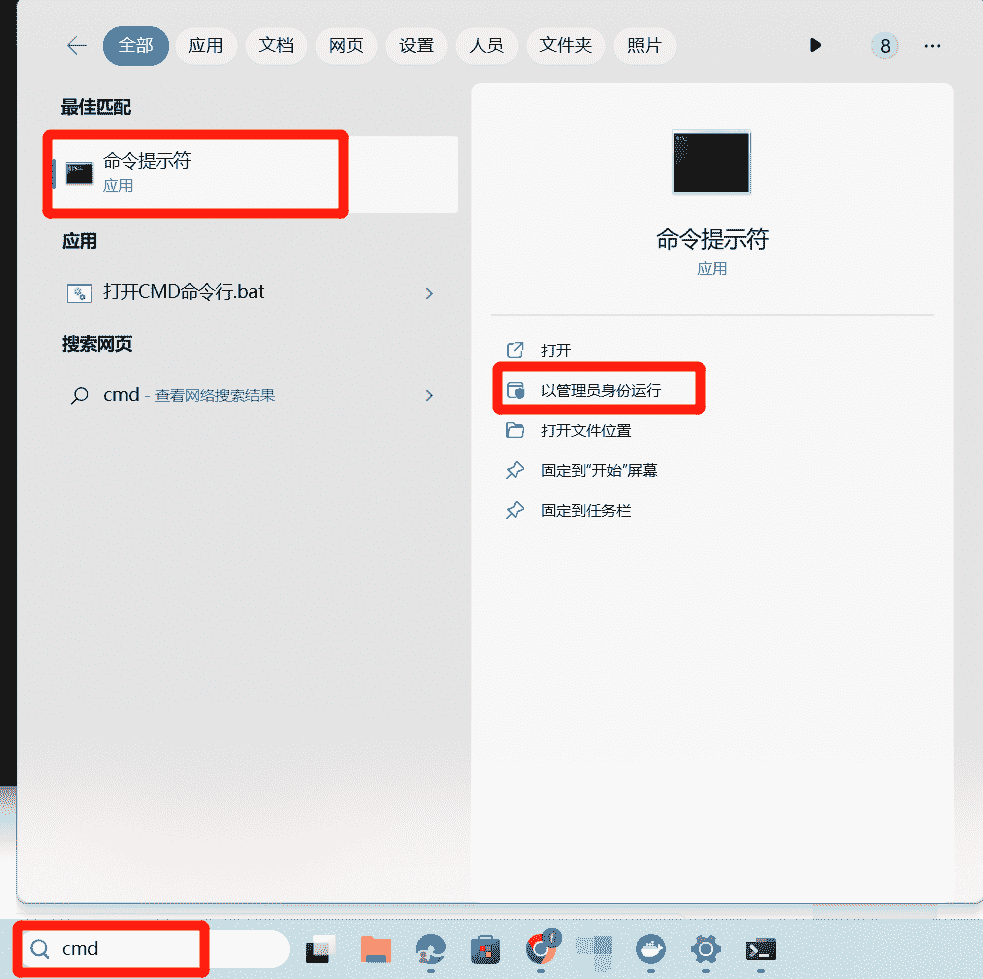 全部 应用 文档 网页 设置 人员 文件夹 照片 8
最佳匹配
命令提示符
应用
应用
打开CMD命令行.bat
搜索网页
cmd - 查看网络搜索结果
命令提示符
应用
打开
以管理员身份运行
打开文件位置
固定到"开始"屏幕
固定到任务栏
cmd